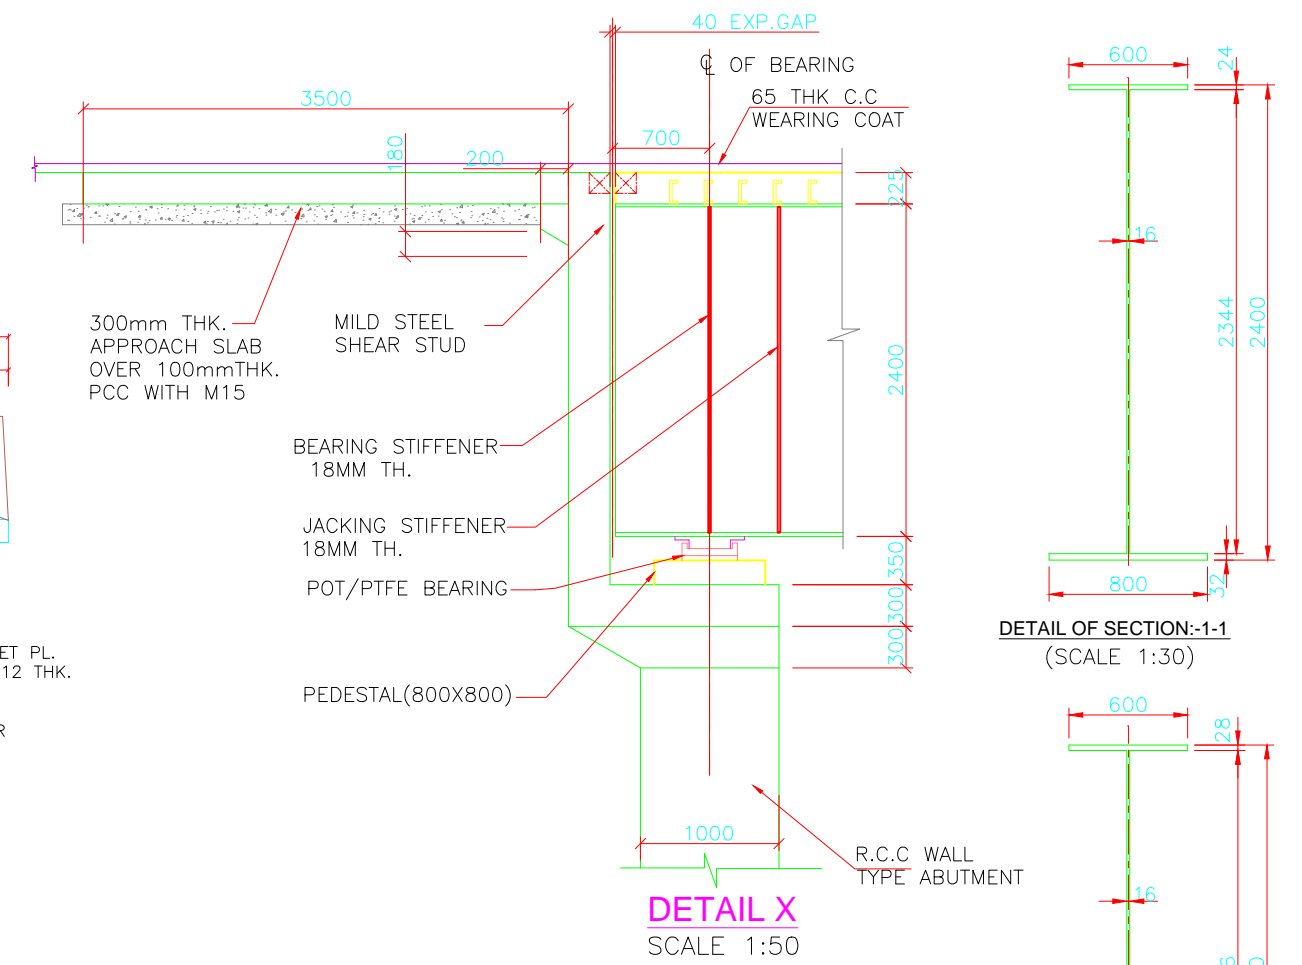 40 EXP.GAP
℄ OF BEARING
65 THK C.C
WEARING COAT
3500
700
180
200
225
300mm THK.
APPROACH SLAB
OVER 100mmTHK.
PCC WITH M15
MILD STEEL
SHEAR STUD
2400
BEARING STIFFENER
18MM TH.
JACKING STIFFENER
18MM TH.
POT/PTFE BEARING
350
300
300
PEDESTAL(800X800)
1000
R.C.C WALL
TYPE ABUTMENT
DETAIL X
SCALE 1:50
ET PL.
12 THK.
R
600
24
16
2344
2400
800
32
DETAIL OF SECTION:-1-1
(SCALE 1:30)
600
28
16